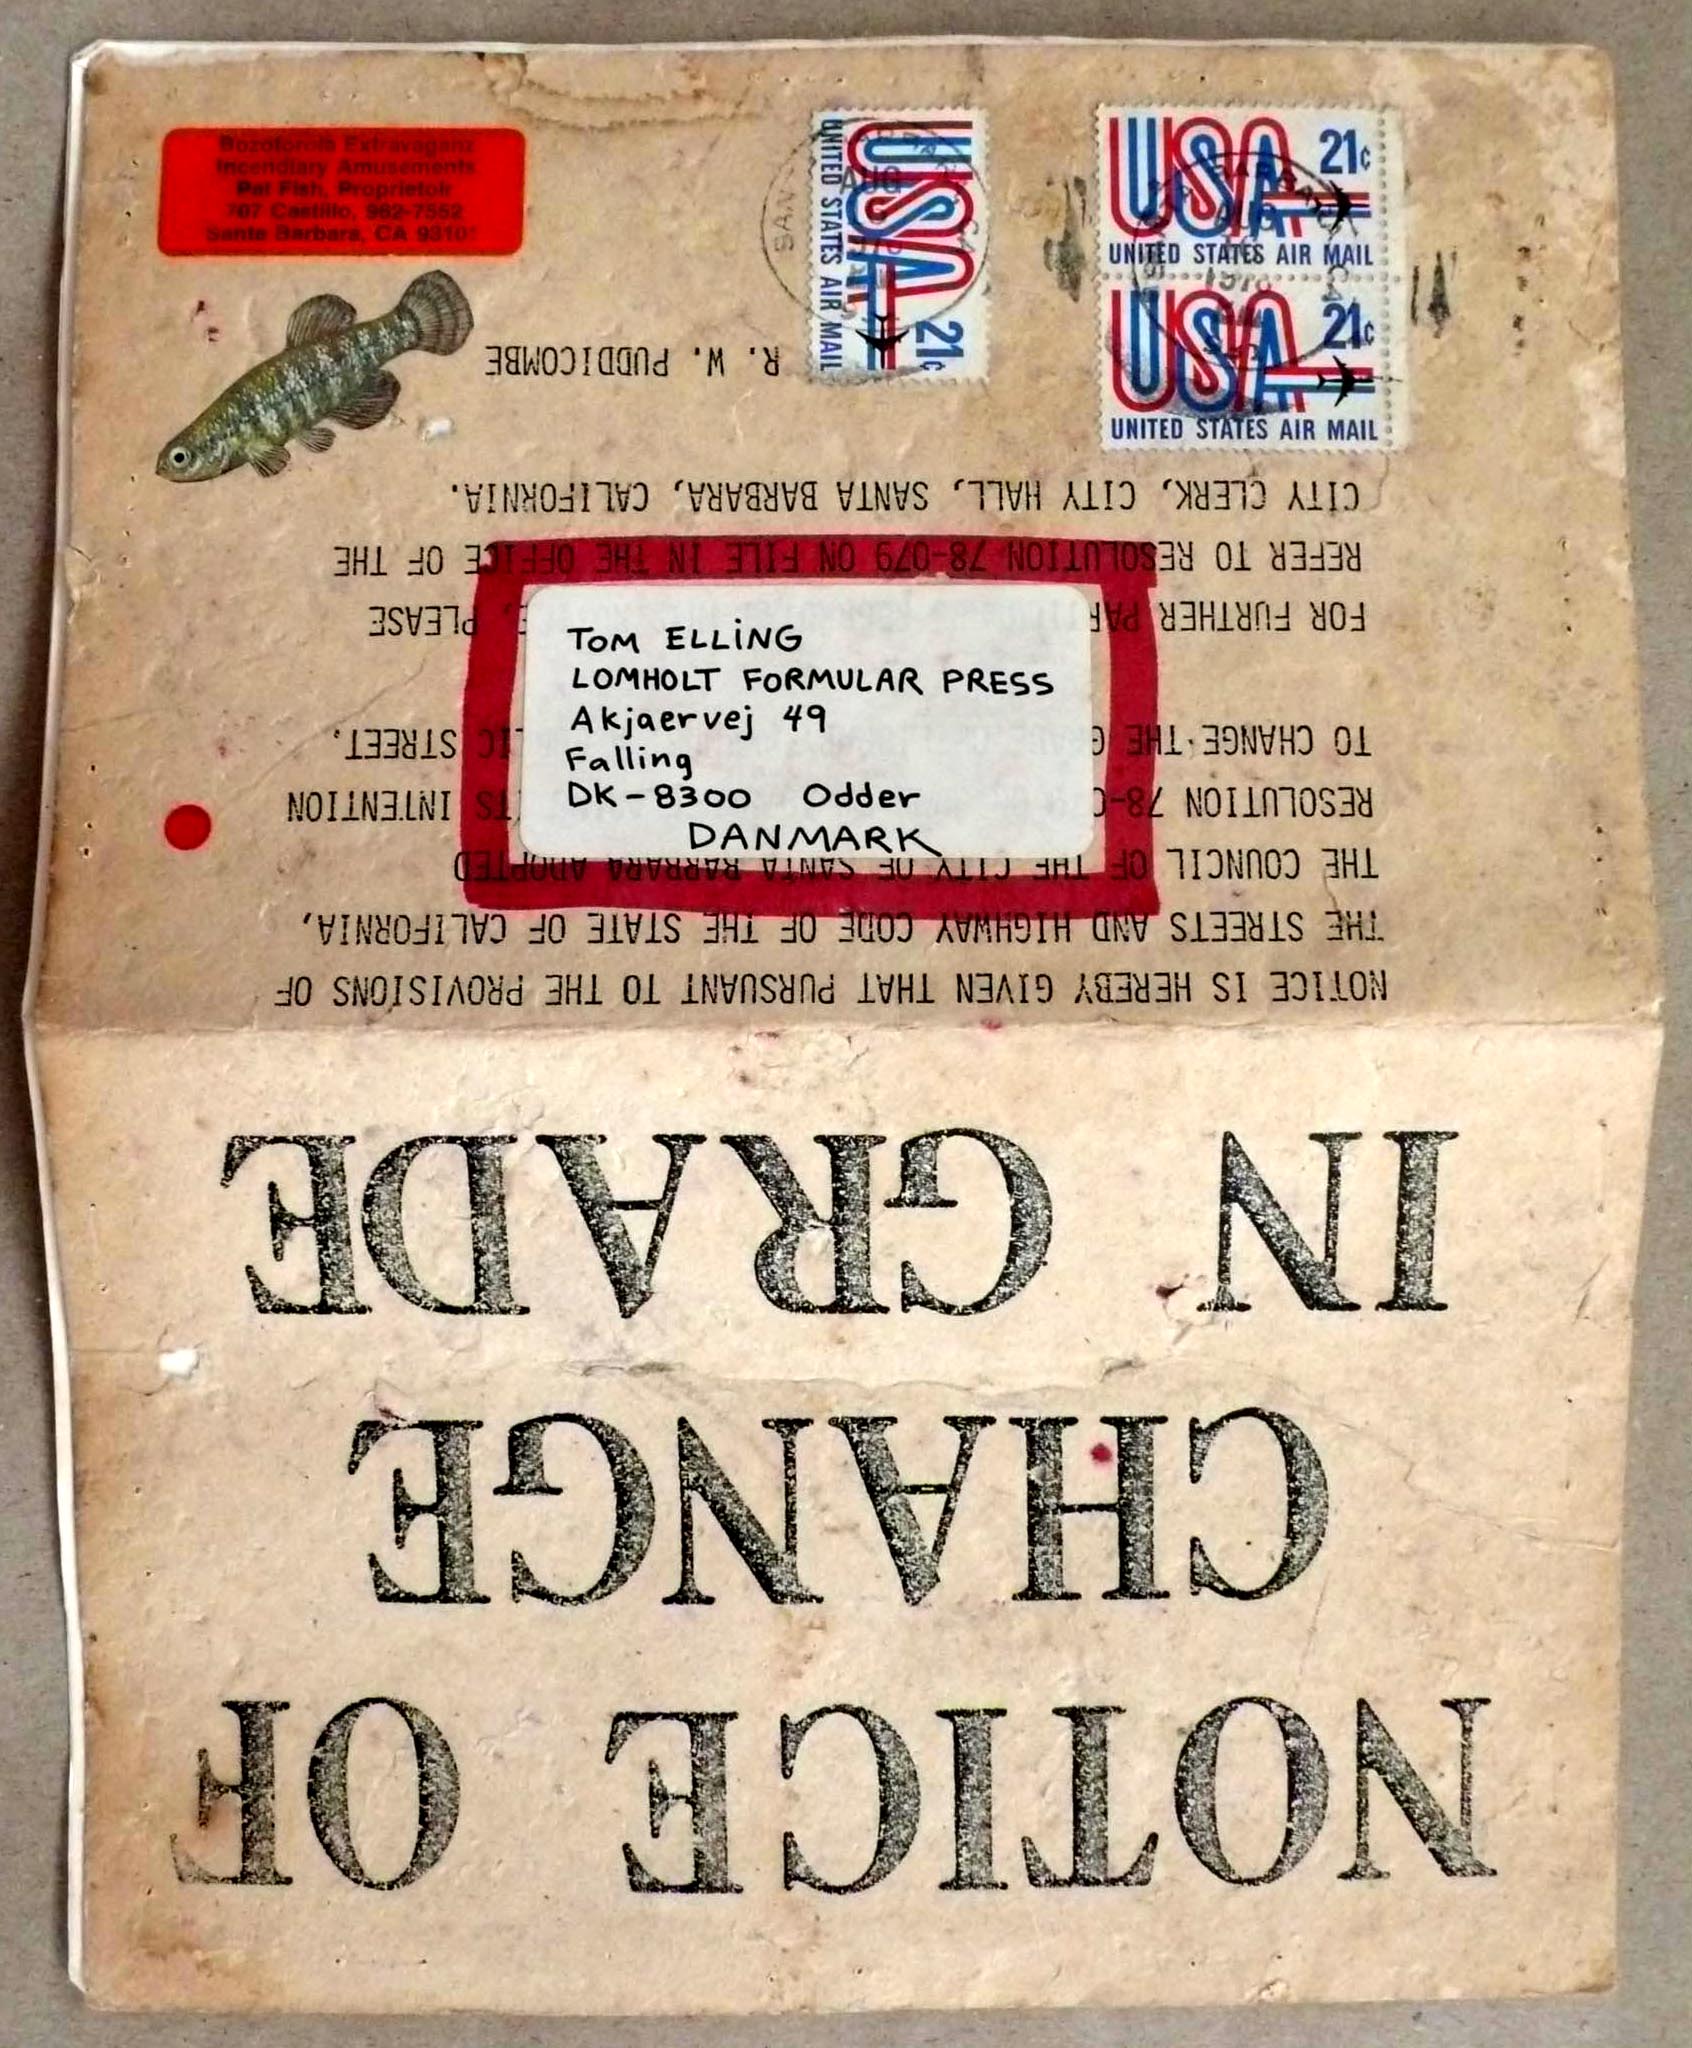 Extravaganz
Incendiary Amusements
Pat Fish, Proprietoir
707 Castillo, 962-7552
Santa Barbara, CA 93101
USA 21c
UNITED STATES AIR MAIL
USA 21c
UNITED STATES AIR MAIL
USA 21c
UNITED STATES AIR MAIL
TOM ELLING
LOMHOLT FORMULAR PRESS
Akjaervej 49
Falling
DK-8300 Odder
DANMARK
NOTICE OF
CHANGE
IN GRADE
NOTICE IS HEREBY GIVEN THAT PURSUANT TO THE PROVISIONS OF
THE STREETS AND HIGHWAY CODE OF THE STATE OF CALIFORNIA,
THE COUNCIL OF THE CITY OF SANTA BARBARA ADOPTED
RESOLUTION INTENTION
TO CHANGE THE STREET.
FOR FURTHER PLEASE
REFER TO RESOLUTION 78-079 ON FILE IN THE OFFICE OF THE
CITY CLERK, CITY HALL, SANTA BARBARA, CALIFORNIA.
R. W. PUDDICOMBE